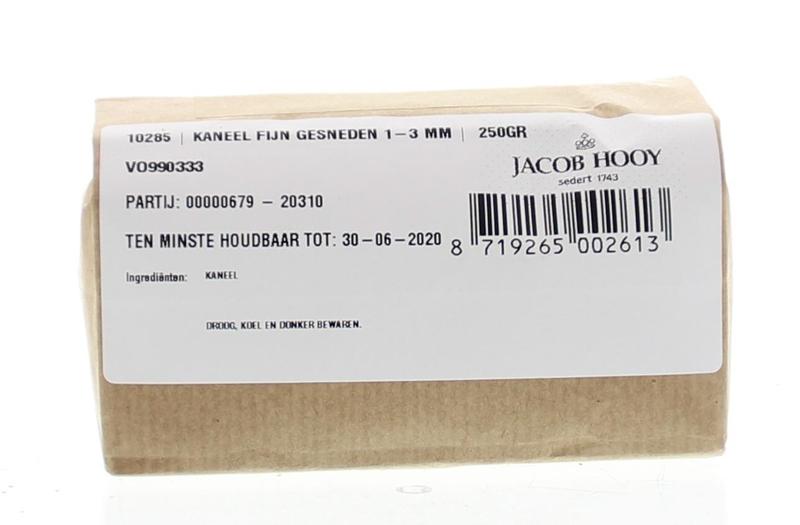 10285 | KANEEL FIJN GESNEDEN 1-3 MM | 250GR
JACOB HOOY
sedert 1743
VO990333
PARTIJ: 00000679 - 20310
TEN MINSTE HOUDBAAR TOT: 30-06-2020
8 719265 002613
Ingrediënten: KANEEL
DROOG, KOEL EN DONKER BEWAREN.